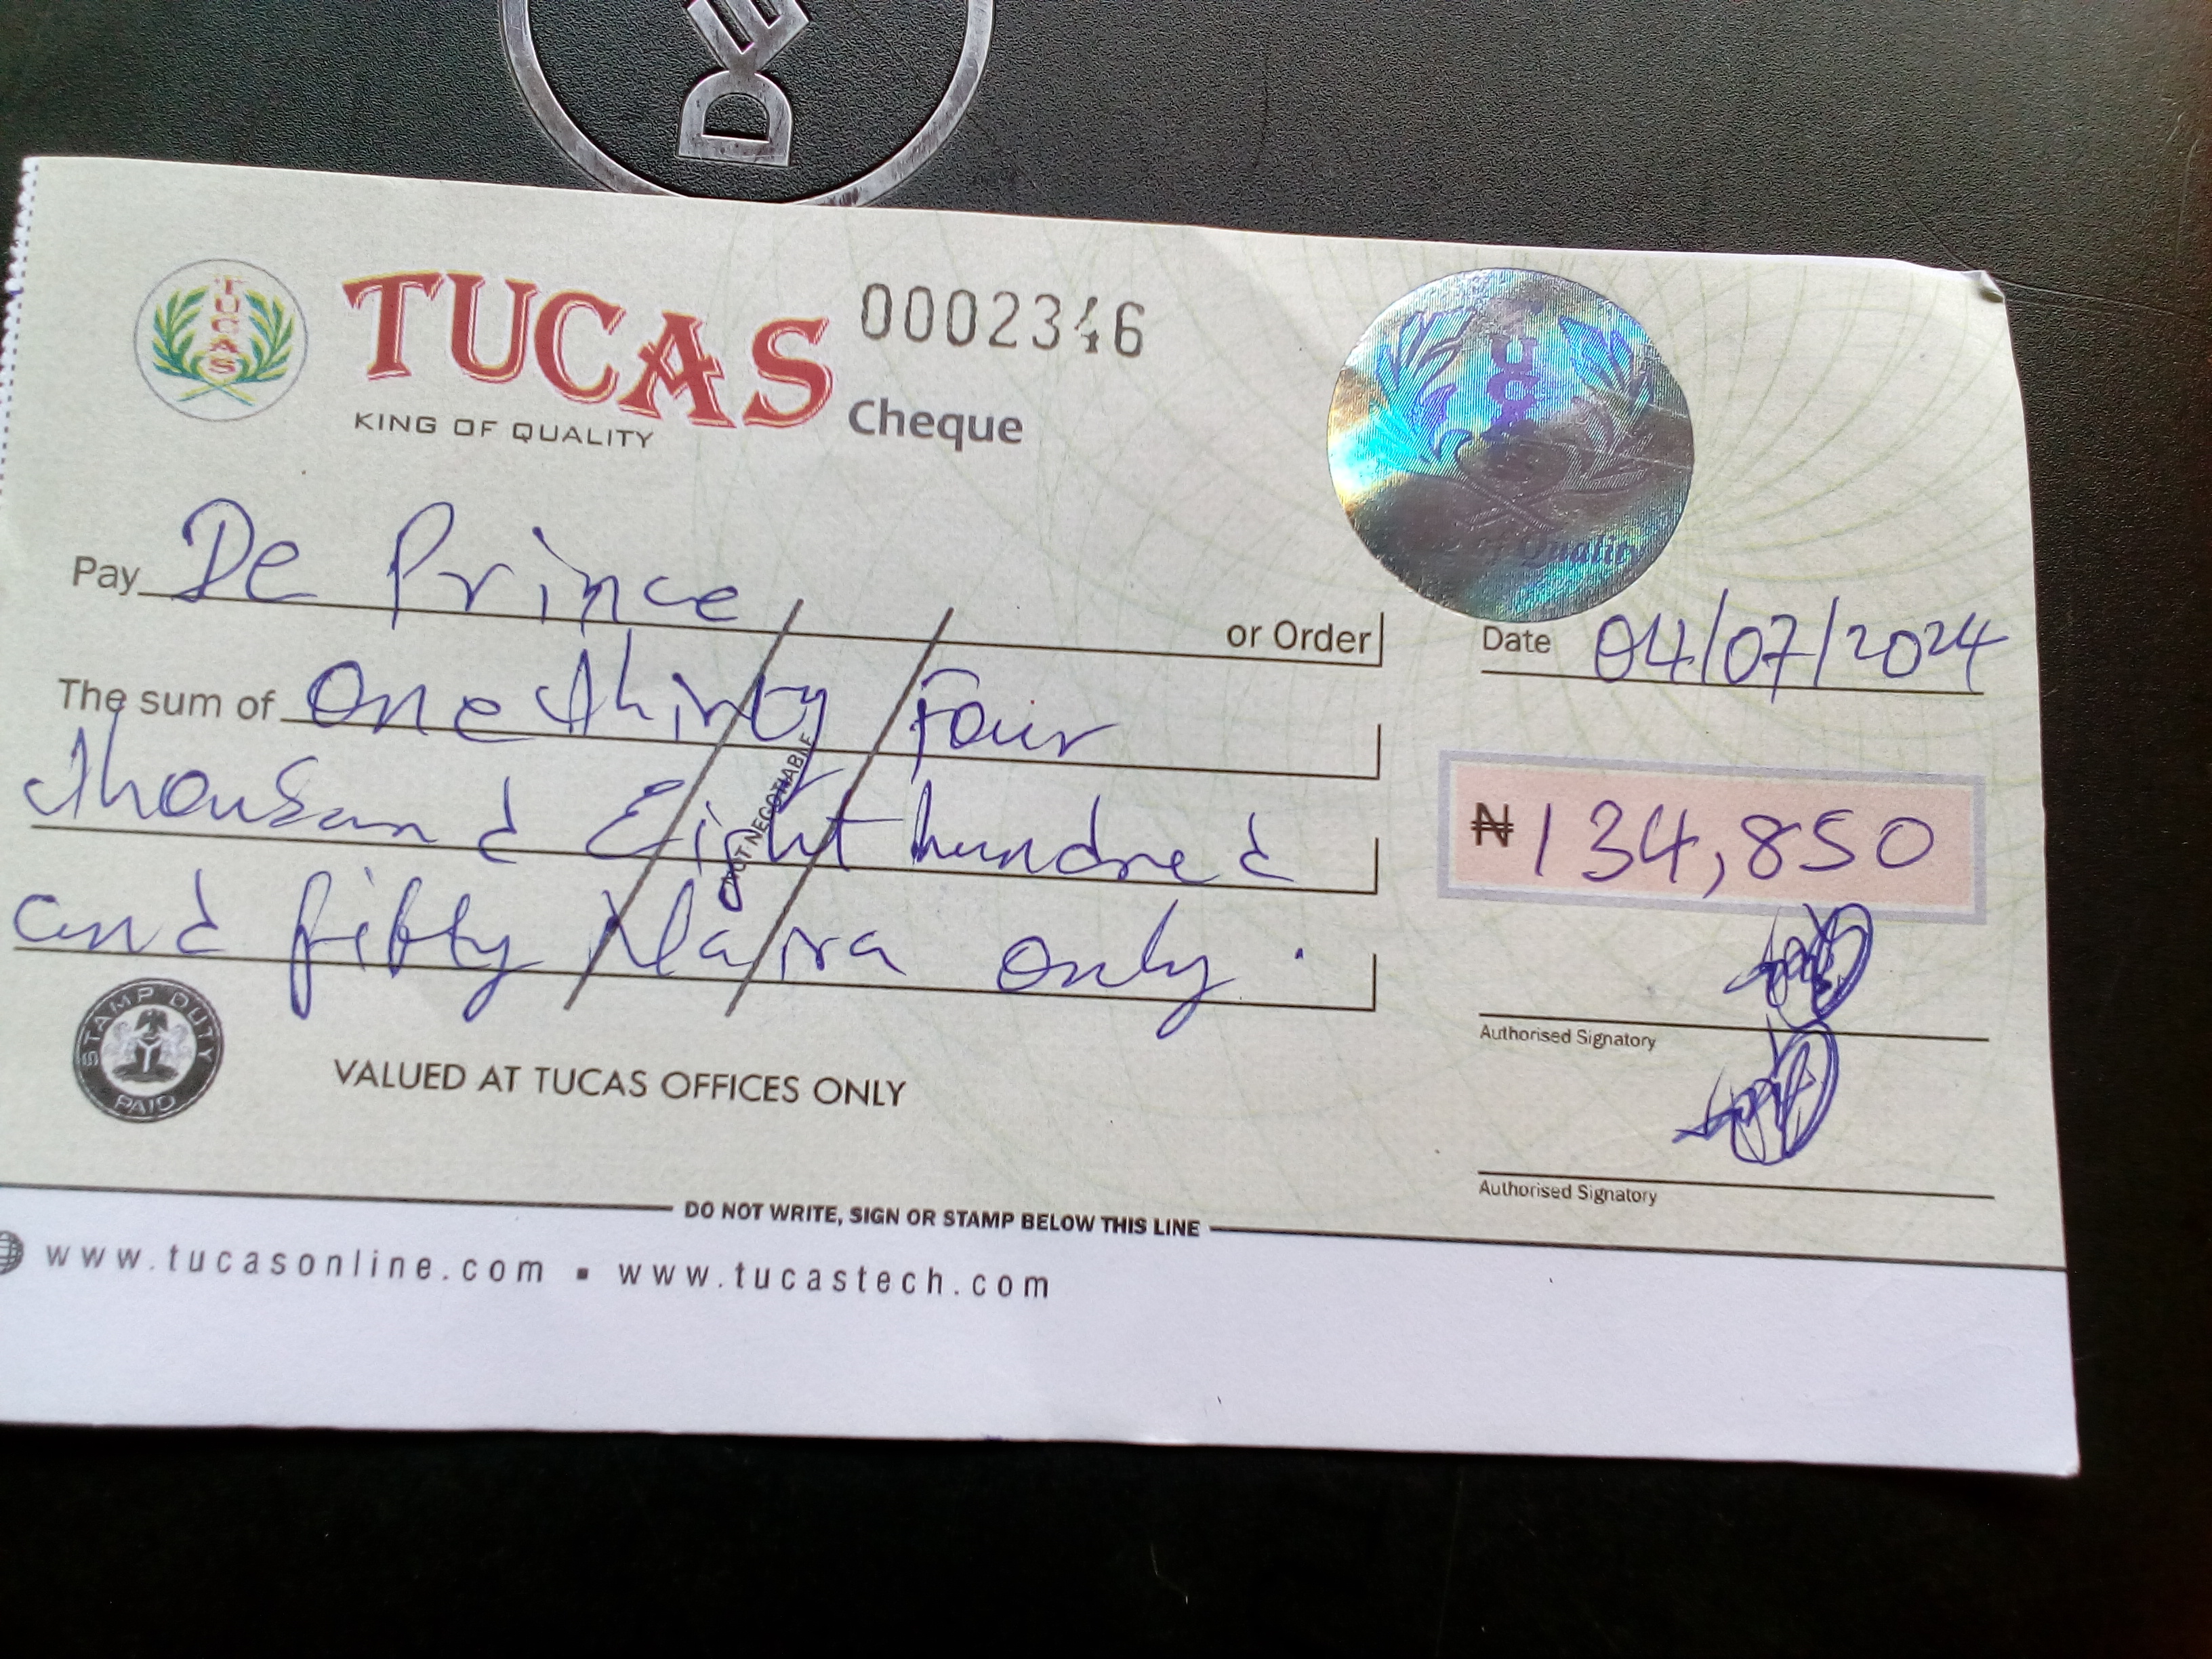 DE
TUCAS
TUCAS 0002346
KING OF QUALITY Cheque
Pay De Prince or Order
Date 04/07/2024
The sum of One thirty Four
thousand Eight hundred
and fifty Naira only.
NOT NEGOTIABLE
₦134,850
Authorised Signatory
STAMP DUTY
PAID
VALUED AT TUCAS OFFICES ONLY
Authorised Signatory
DO NOT WRITE, SIGN OR STAMP BELOW THIS LINE
www.tucasonline.com ▪ www.tucastech.com